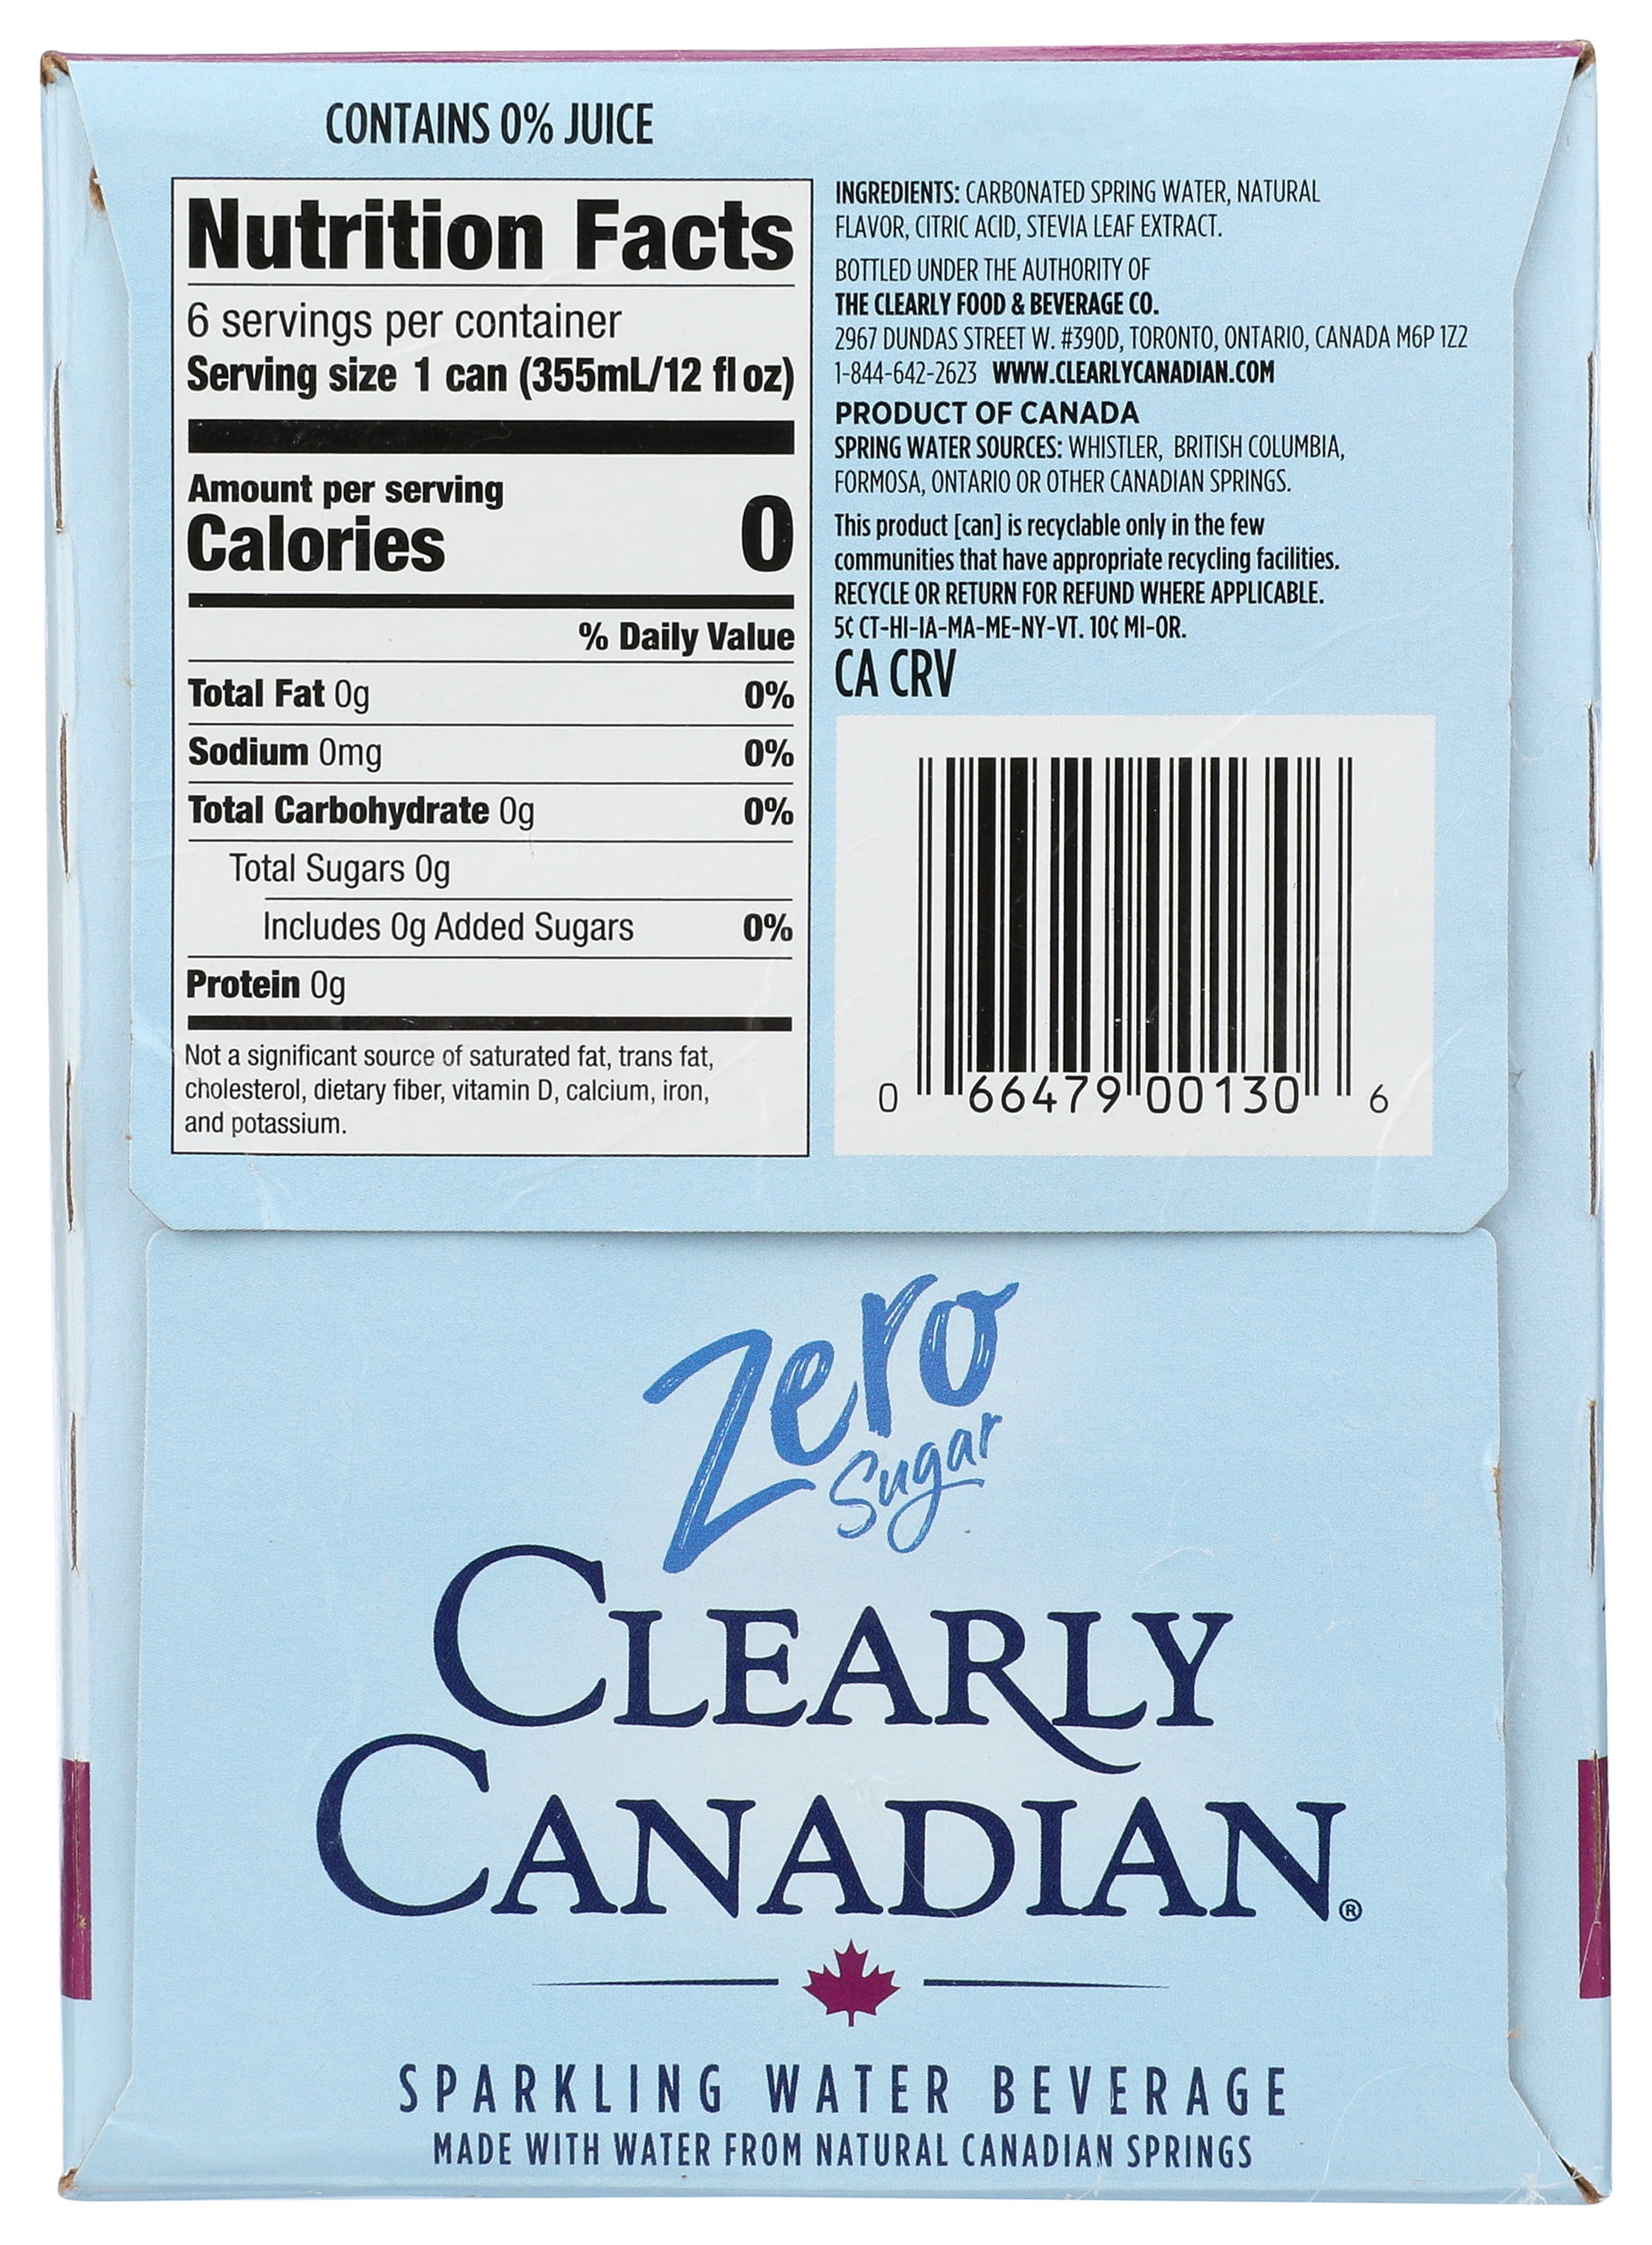 CONTAINS 0% JUICE
Nutrition Facts
6 servings per container
Serving size 1 can (355mL/12 fl oz)
Amount per serving
Calories 0
% Daily Value
Total Fat 0g 0%
Sodium 0mg 0%
Total Carbohydrate 0g 0%
Total Sugars 0g
Includes 0g Added Sugars 0%
Protein 0g
Not a significant source of saturated fat, trans fat,
cholesterol, dietary fiber, vitamin D, calcium, iron,
and potassium.
INGREDIENTS: CARBONATED SPRING WATER, NATURAL
FLAVOR, CITRIC ACID, STEVIA LEAF EXTRACT.
BOTTLED UNDER THE AUTHORITY OF
THE CLEARLY FOOD & BEVERAGE CO.
2967 DUNDAS STREET W. #390D, TORONTO, ONTARIO, CANADA M6P 1Z2
1-844-642-2623 WWW.CLEARLYCANADIAN.COM
PRODUCT OF CANADA
SPRING WATER SOURCES: WHISTLER, BRITISH COLUMBIA,
FORMOSA, ONTARIO OR OTHER CANADIAN SPRINGS.
This product [can] is recyclable only in the few
communities that have appropriate recycling facilities.
RECYCLE OR RETURN FOR REFUND WHERE APPLICABLE.
5¢ CT-HI-IA-MA-ME-NY-VT. 10¢ MI-OR.
CA CRV
0 66479 00130 6
Zero
Sugar
CLEARLY
CANADIAN®
SPARKLING WATER BEVERAGE
MADE WITH WATER FROM NATURAL CANADIAN SPRINGS